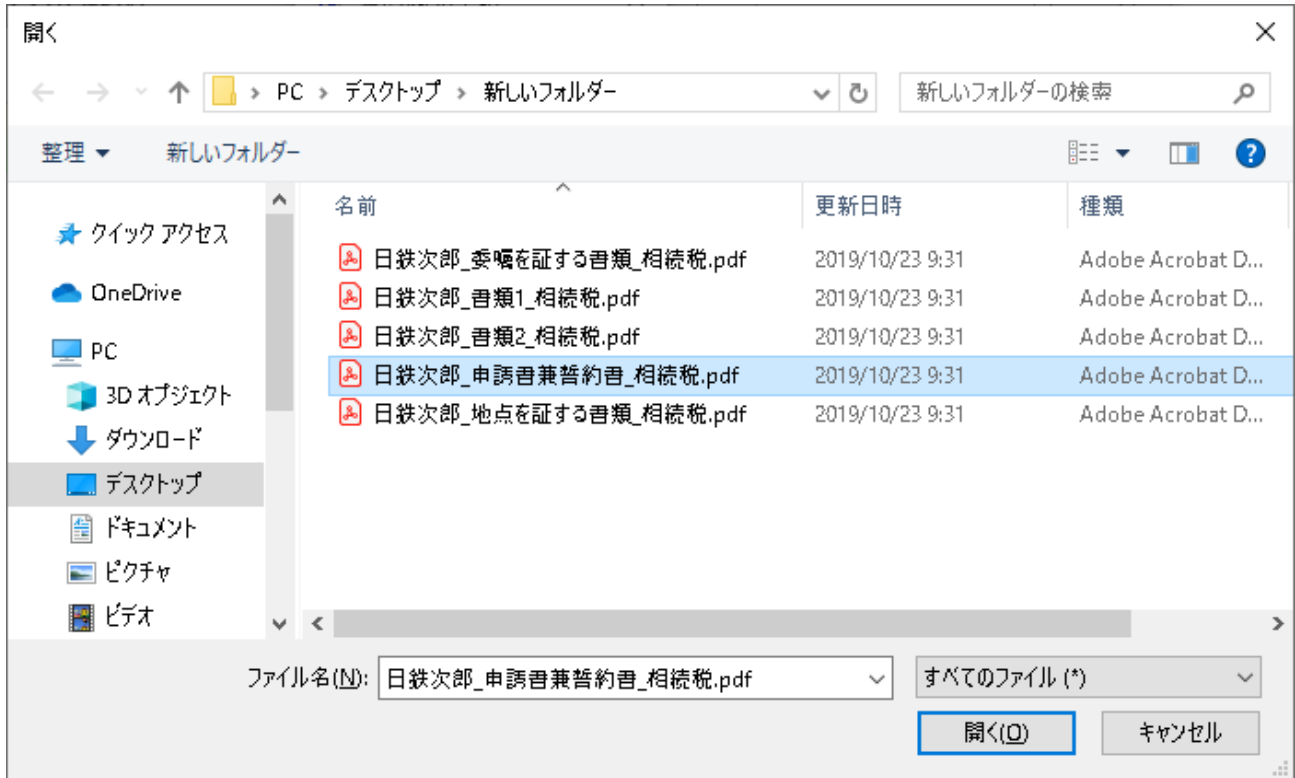 開く
PC › デスクトップ › 新しいフォルダー
新しいフォルダーの検索
整理 新しいフォルダー
名前 更新日時 種類
クイック アクセス
OneDrive
PC
3D オブジェクト
ダウンロード
デスクトップ
ドキュメント
ピクチャ
ビデオ
日鉄次郎_委嘱を証する書類_相続税.pdf 2019/10/23 9:31 Adobe Acrobat D...
日鉄次郎_書類1_相続税.pdf 2019/10/23 9:31 Adobe Acrobat D...
日鉄次郎_書類2_相続税.pdf 2019/10/23 9:31 Adobe Acrobat D...
日鉄次郎_申請書兼誓約書_相続税.pdf 2019/10/23 9:31 Adobe Acrobat D...
日鉄次郎_地点を証する書類_相続税.pdf 2019/10/23 9:31 Adobe Acrobat D...
ファイル名(N): 日鉄次郎_申請書兼誓約書_相続税.pdf すべてのファイル (*)
開く(O) キャンセル